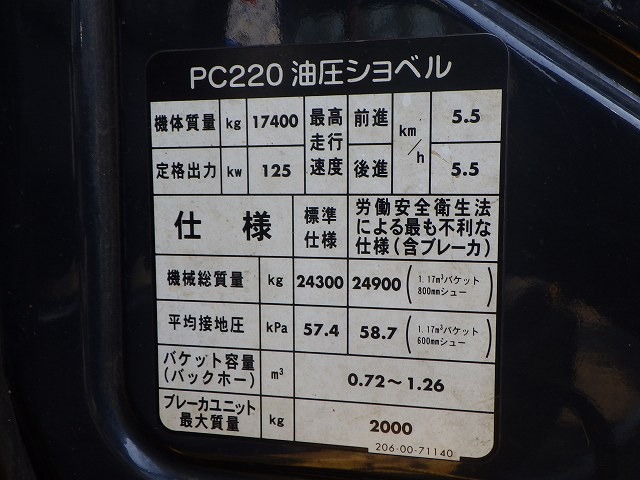 PC220 油圧ショベル
機体質量 kg 17400 最高走行速度 前進 km/h 5.5
定格出力 kw 125 後進 5.5
仕様 標準仕様 労働安全衛生法による最も不利な仕様(含ブレーカ)
機械総質量 kg 24300 24900 (1.17m³バケット 800mmシュー)
平均接地圧 kPa 57.4 58.7 (1.17m³バケット 600mmシュー)
バケット容量(バックホー) m³ 0.72～1.26
ブレーカユニット最大質量 kg 2000
206-00-71140